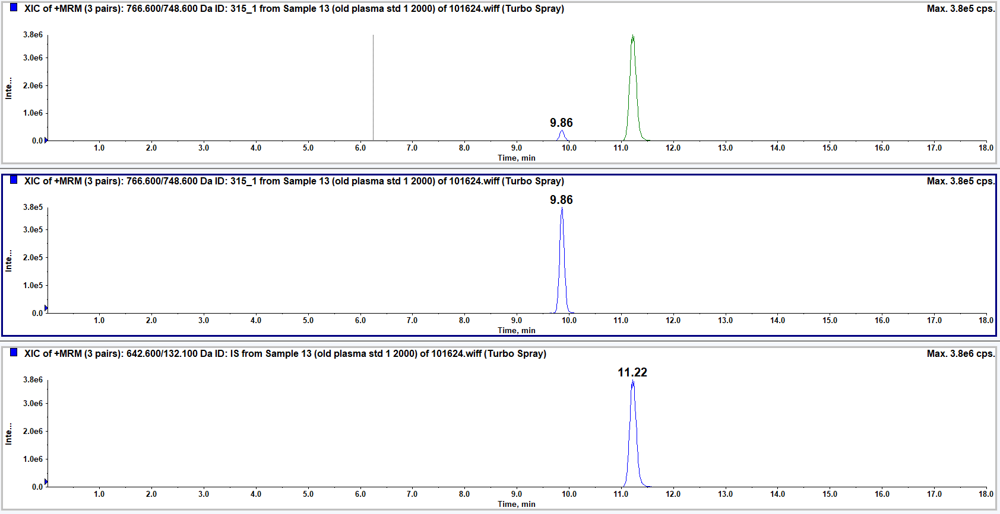 XIC of +MRM (3 pairs): 766.600/748.600 Da ID: 315_1 from Sample 13 (old plasma std 1 2000) of 101624.wiff (Turbo Spray) Max. 3.8e5 cps.
3.8e6
3.0e6
2.0e6
1.0e6
0.0
Inte...
9.86
1.0 2.0 3.0 4.0 5.0 6.0 7.0 8.0 9.0 10.0 11.0 12.0 13.0 14.0 15.0 16.0 17.0 18.0
Time, min
XIC of +MRM (3 pairs): 766.600/748.600 Da ID: 315_1 from Sample 13 (old plasma std 1 2000) of 101624.wiff (Turbo Spray) Max. 3.8e5 cps.
9.86
3.8e5
3.0e5
2.0e5
1.0e5
0.0
Inte...
1.0 2.0 3.0 4.0 5.0 6.0 7.0 8.0 9.0 10.0 11.0 12.0 13.0 14.0 15.0 16.0 17.0 18.0
Time, min
XIC of +MRM (3 pairs): 642.600/132.100 Da ID: IS from Sample 13 (old plasma std 1 2000) of 101624.wiff (Turbo Spray) Max. 3.8e6 cps.
11.22
3.8e6
3.0e6
2.0e6
1.0e6
0.0
Inte...
1.0 2.0 3.0 4.0 5.0 6.0 7.0 8.0 9.0 10.0 11.0 12.0 13.0 14.0 15.0 16.0 17.0 18.0
Time, min